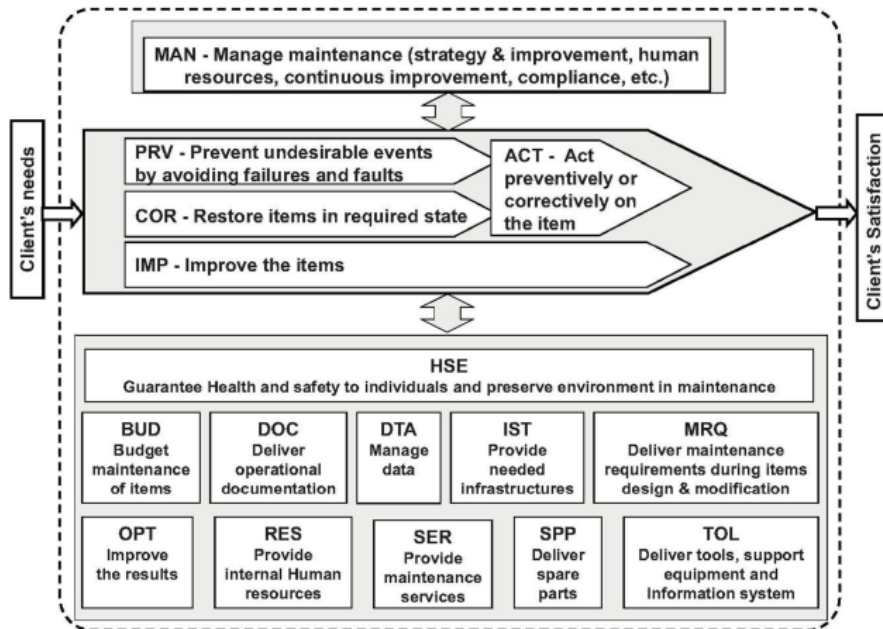 MAN - Manage maintenance (strategy & improvement, human
resources, continuous improvement, compliance, etc.)
Client's needs
PRV - Prevent undesirable events
by avoiding failures and faults
COR - Restore items in required state
IMP - Improve the items
ACT - Act
preventively or
correctively on
the item
Client's Satisfaction
HSE
Guarantee Health and safety to individuals and preserve environment in maintenance
BUD
Budget
maintenance
of items
DOC
Deliver
operational
documentation
DTA
Manage
data
IST
Provide
needed
infrastructures
MRQ
Deliver maintenance
requirements during items
design & modification
OPT
Improve
the results
RES
Provide
internal Human
resources
SER
Provide
maintenance
services
SPP
Deliver
spare
parts
TOL
Deliver tools, support
equipment and
Information system